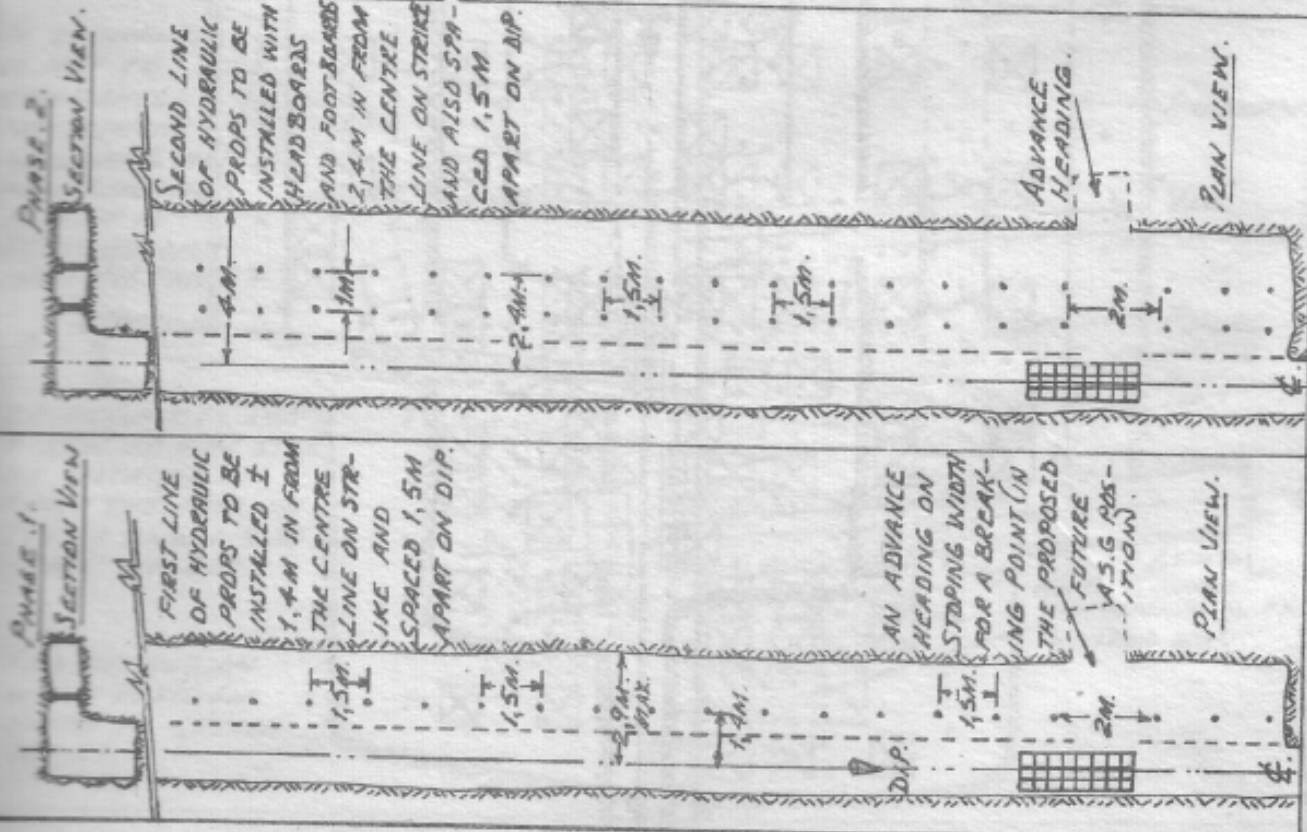 PHASE.1.
SECTION VIEW
FIRST LINE
OF HYDRAULIC
PROPS TO BE
INSTALLED ±
1.4 M IN FROM
THE CENTRE
LINE ON STR-
IKE AND
SPACED 1,5M
APART ON DIP.
1,5M.
1,5M.
2,9M
MAX.
1,4M.
DIP.
AN ADVANCE
HEADING ON
STOPING WIDTH
FOR A BREAK-
ING POINT (IN
THE PROPOSED
FUTURE
A.S.G POS-
ITION).
1,5M.
2M.
PLAN VIEW.
℄.
PHASE.2.
SECTION VIEW.
SECOND LINE
OF HYDRAULIC
PROPS TO BE
INSTALLED WITH
HEADBOARDS
AND FOOTBOARDS
2,4M IN FROM
THE CENTRE
LINE ON STRIKE
AND ALSO SPA-
CED 1,5M
APART ON DIP.
4M.
1M
2.4M
1,5M.
1,5M.
ADVANCE
HEADING.
2M.
PLAN VIEW.
℄.